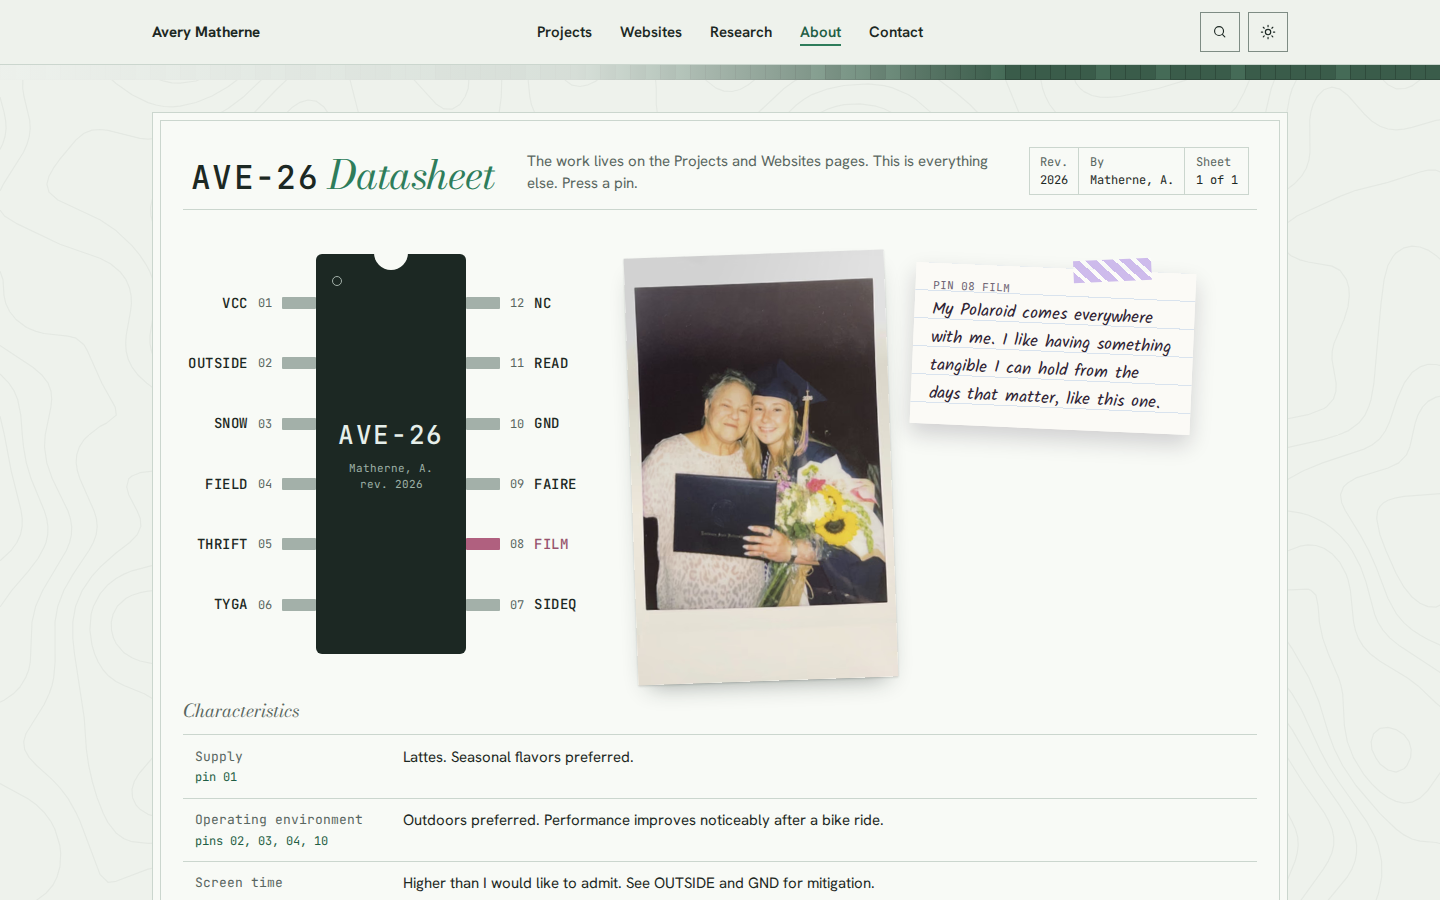 Avery Matherne
Projects
Websites
Research
About
Contact
AVE-26 Datasheet
The work lives on the Projects and Websites pages. This is everything
else. Press a pin.
Rev.
2026
By
Matherne, A.
Sheet
1 of 1
VCC 01
OUTSIDE 02
SNOW 03
FIELD 04
THRIFT 05
TYGA 06
AVE-26
Matherne, A.
rev. 2026
12 NC
11 READ
10 GND
09 FAIRE
08 FILM
07 SIDEQ
PIN 08 FILM
My Polaroid comes everywhere
with me. I like having something
tangible I can hold from the
days that matter, like this one.
Characteristics
Supply
pin 01
Lattes. Seasonal flavors preferred.
Operating environment
pins 02, 03, 04, 10
Outdoors preferred. Performance improves noticeably after a bike ride.
Screen time
Higher than I would like to admit. See OUTSIDE and GND for mitigation.